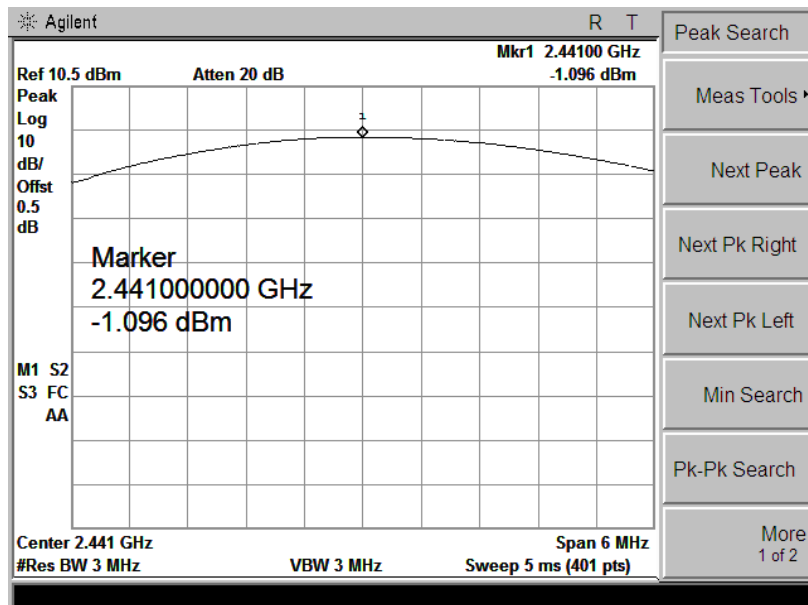 Agilent R T
Mkr1 2.44100 GHz
Ref 10.5 dBm Atten 20 dB -1.096 dBm
Peak
Log
10
dB/
Offst
0.5
dB
1
Marker
2.441000000 GHz
-1.096 dBm
M1 S2
S3 FC
AA
Center 2.441 GHz Span 6 MHz
#Res BW 3 MHz VBW 3 MHz Sweep 5 ms (401 pts)
Peak Search
Meas Tools
Next Peak
Next Pk Right
Next Pk Left
Min Search
Pk-Pk Search
More
1 of 2